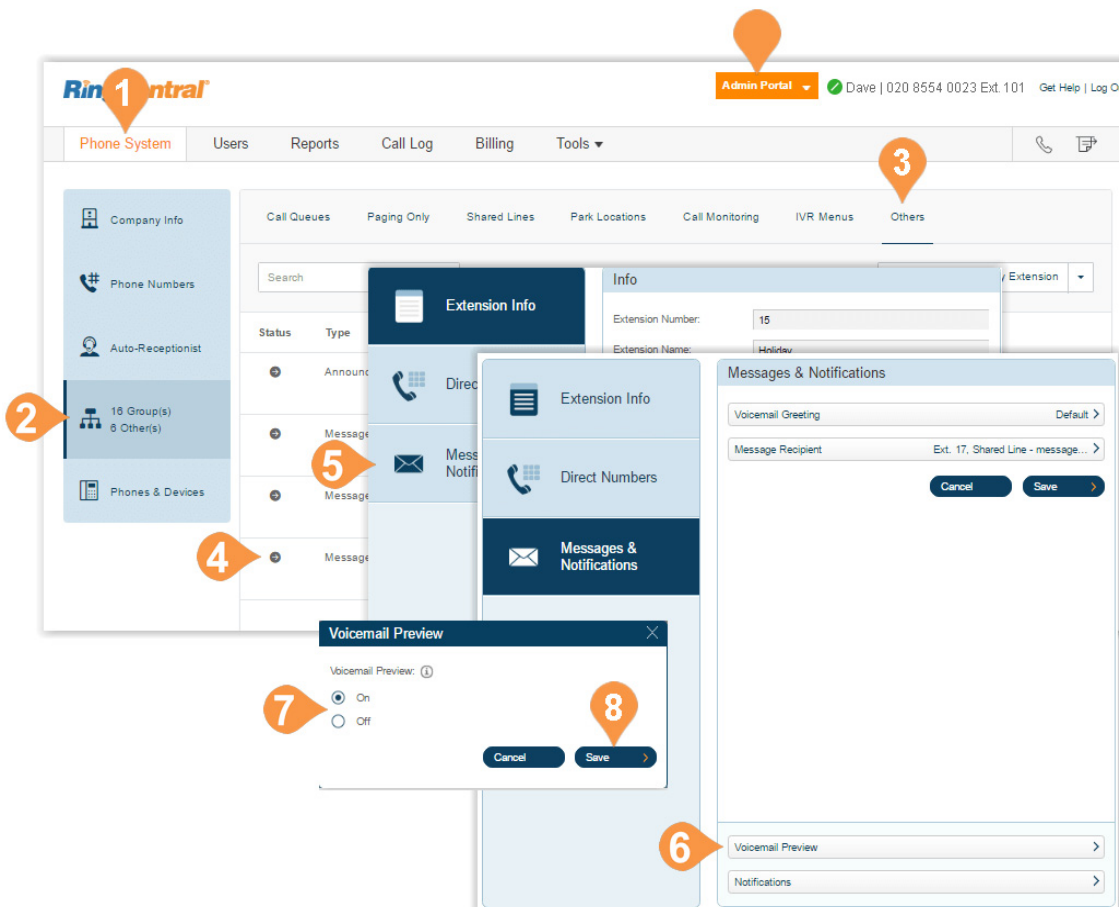 RingCentral
Admin Portal
Dave | 020 8554 0023 Ext. 101
Get Help | Log O
1
Phone System
Users
Reports
Call Log
Billing
Tools
3
Company Info
Phone Numbers
Auto-Receptionist
2
16 Group(s)
6 Other(s)
Phones & Devices
Call Queues
Paging Only
Shared Lines
Park Locations
Call Monitoring
IVR Menus
Others
Search
y Extension
Status
Type
Announc
Message
Message
4
Message
Extension Info
Direc
5
Mess
Notifi
Info
Extension Number:
15
Extension Name:
Holiday
Extension Info
Direct Numbers
Messages &
Notifications
Messages & Notifications
Voicemail Greeting
Default
Message Recipient
Ext. 17, Shared Line - message...
Cancel
Save
Voicemail Preview
Voicemail Preview:
7
On
Off
8
Cancel
Save
6
Voicemail Preview
Notifications